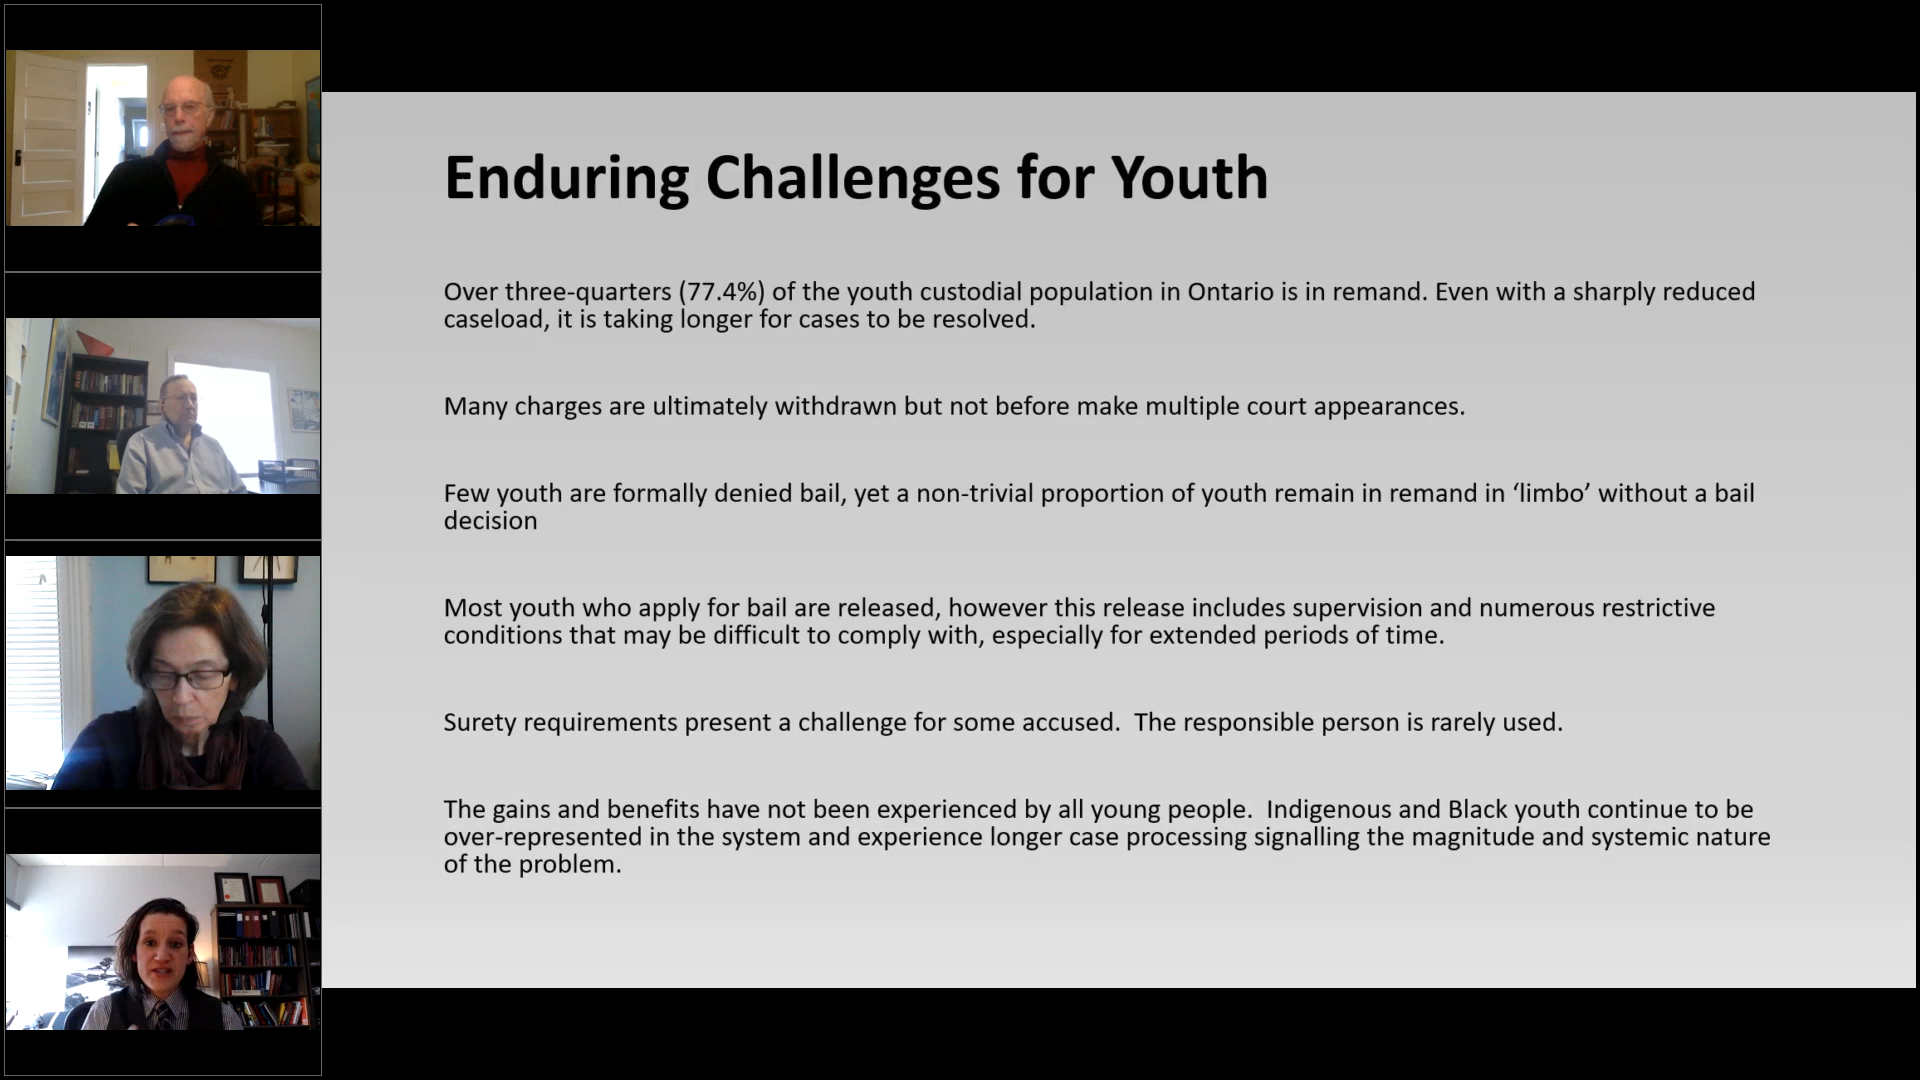 Enduring Challenges for Youth
Over three-quarters (77.4%) of the youth custodial population in Ontario is in remand. Even with a sharply reduced
caseload, it is taking longer for cases to be resolved.
Many charges are ultimately withdrawn but not before make multiple court appearances.
Few youth are formally denied bail, yet a non-trivial proportion of youth remain in remand in ‘limbo’ without a bail
decision
Most youth who apply for bail are released, however this release includes supervision and numerous restrictive
conditions that may be difficult to comply with, especially for extended periods of time.
Surety requirements present a challenge for some accused.  The responsible person is rarely used.
The gains and benefits have not been experienced by all young people.  Indigenous and Black youth continue to be
over-represented in the system and experience longer case processing signalling the magnitude and systemic nature
of the problem.